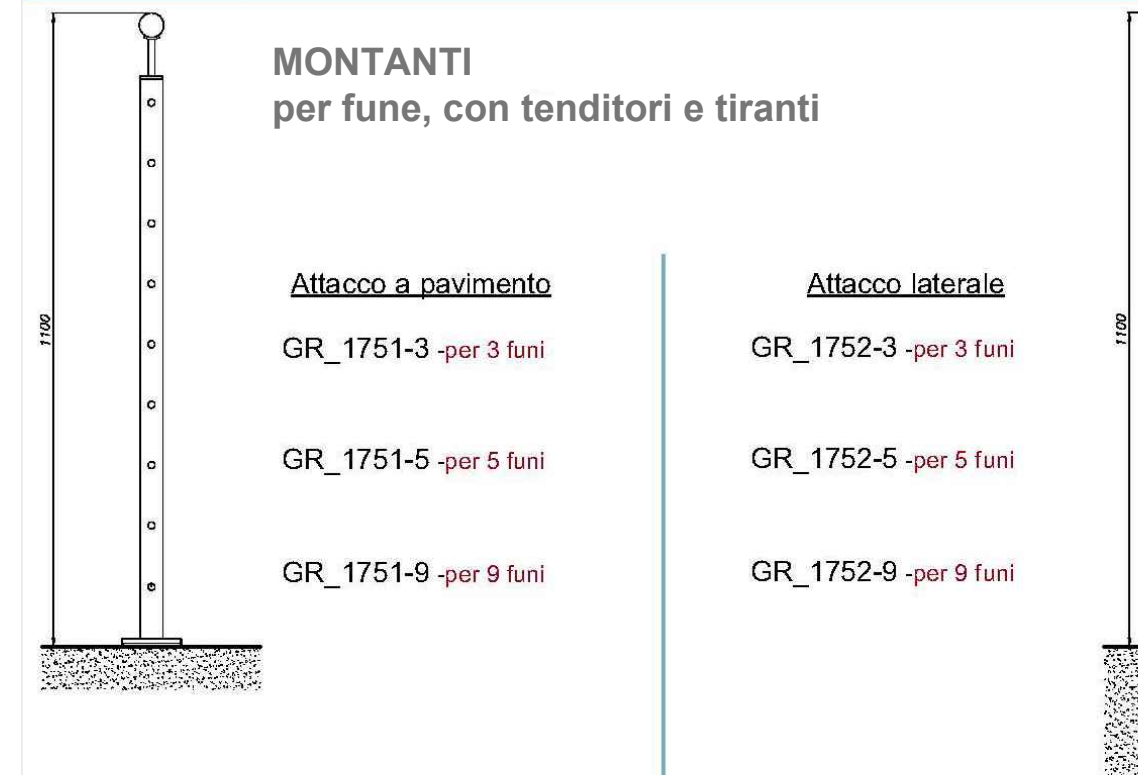 MONTANTI
per fune, con tenditori e tiranti
1100
Attacco a pavimento
GR_1751-3 -per 3 funi
GR_1751-5 -per 5 funi
GR_1751-9 -per 9 funi
Attacco laterale
GR_1752-3 -per 3 funi
GR_1752-5 -per 5 funi
GR_1752-9 -per 9 funi
1100